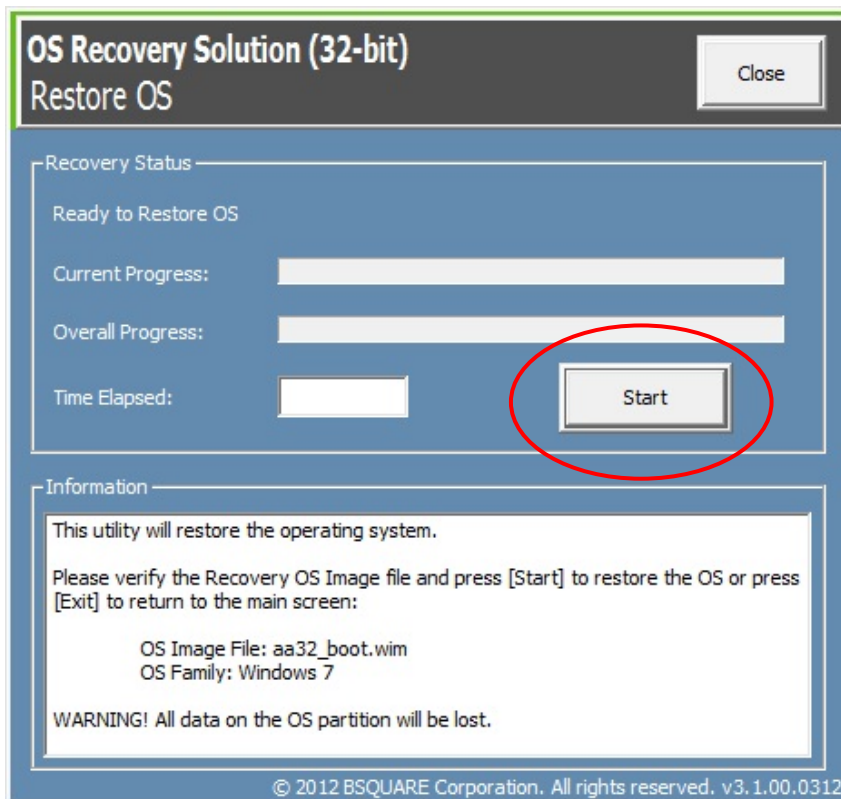 OS Recovery Solution (32-bit)
Restore OS
Close
Recovery Status
Ready to Restore OS
Current Progress:
Overall Progress:
Time Elapsed:
Start
Information
This utility will restore the operating system.
Please verify the Recovery OS Image file and press [Start] to restore the OS or press
[Exit] to return to the main screen:
OS Image File: aa32_boot.wim
OS Family: Windows 7
WARNING! All data on the OS partition will be lost.
© 2012 BSQUARE Corporation. All rights reserved. v3.1.00.0312